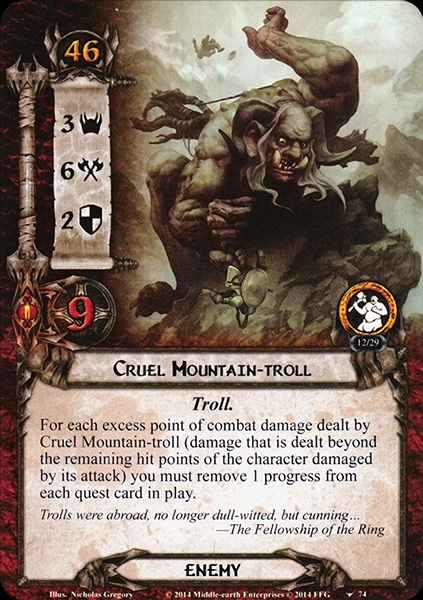 46
3
6
2
9
12/29
CRUEL MOUNTAIN-TROLL
Troll.
For each excess point of combat damage dealt by
Cruel Mountain-troll (damage that is dealt beyond
the remaining hit points of the character damaged
by its attack) you must remove 1 progress from
each quest card in play.
Trolls were abroad, no longer dull-witted, but cunning…
—The Fellowship of the Ring
ENEMY
Illus. Nicholas Gregory © 2014 Middle-earth Enterprises © 2014 FFG 74